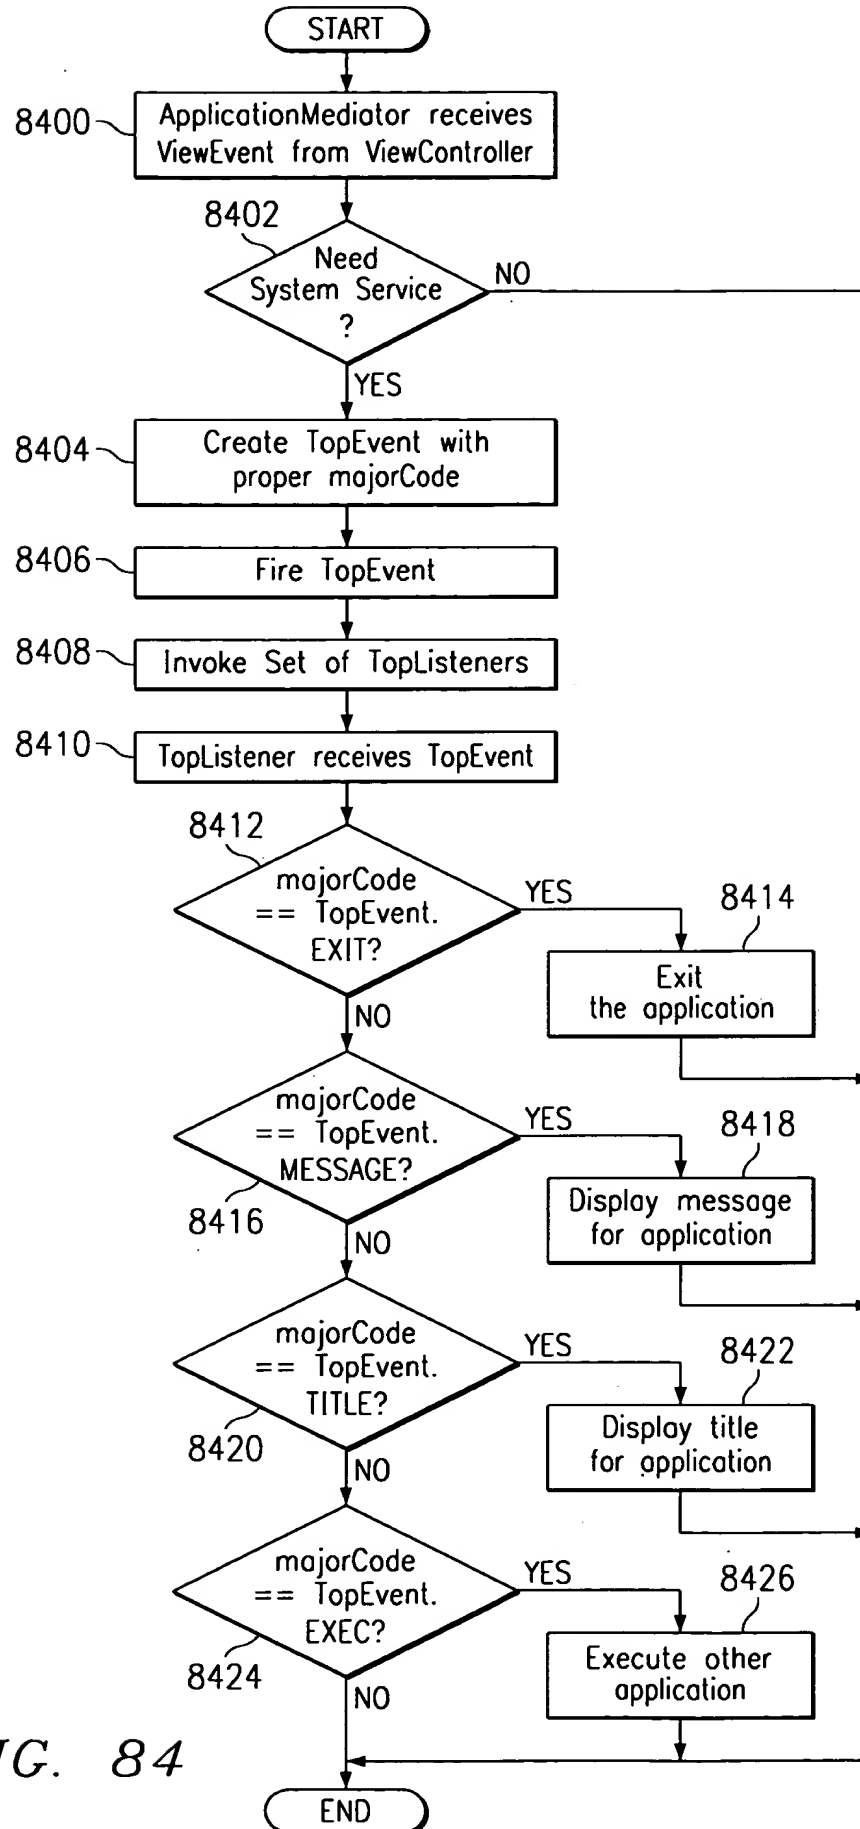 START
8400
ApplicationMediator receives
ViewEvent from ViewController
8402
Need
System Service
?
NO
YES
8404
Create TopEvent with
proper majorCode
8406
Fire TopEvent
8408
Invoke Set of TopListeners
8410
TopListener receives TopEvent
8412
majorCode
== TopEvent.
EXIT?
YES
8414
Exit
the application
NO
majorCode
== TopEvent.
MESSAGE?
8416
YES
8418
Display message
for application
NO
majorCode
== TopEvent.
TITLE?
8420
YES
8422
Display title
for application
NO
majorCode
== TopEvent.
EXEC?
8424
YES
8426
Execute other
application
NO
IG. 84
END